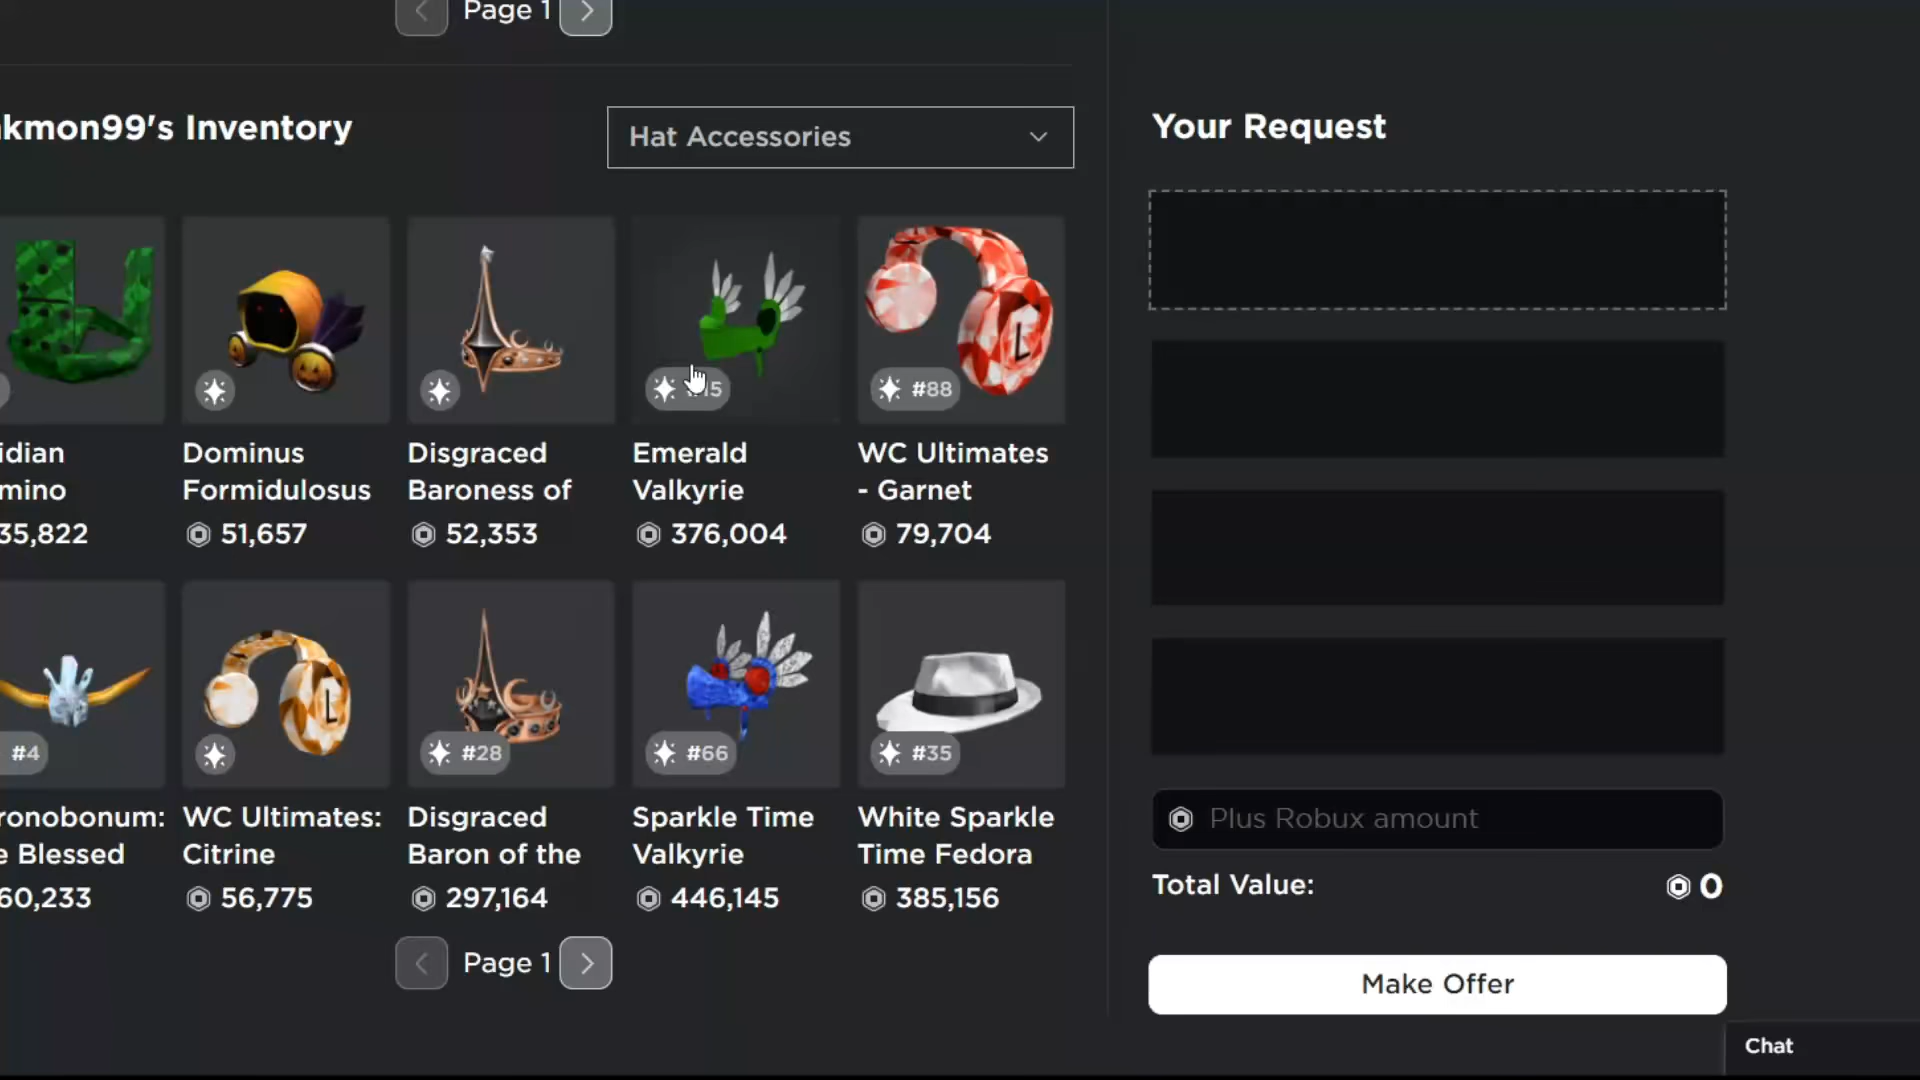 Page 1
kmon99's Inventory
Hat Accessories
#88
idian
mino
35,822
Dominus
Formidulosus
51,657
Disgraced
Baroness of
52,353
Emerald
Valkyrie
376,004
WC Ultimates
- Garnet
79,704
#4
#28
#66
#35
ronobonum:
e Blessed
60,233
WC Ultimates:
Citrine
56,775
Disgraced
Baron of the
297,164
Sparkle Time
Valkyrie
446,145
White Sparkle
Time Fedora
385,156
Page 1
Your Request
Plus Robux amount
Total Value:
0
Make Offer
Chat